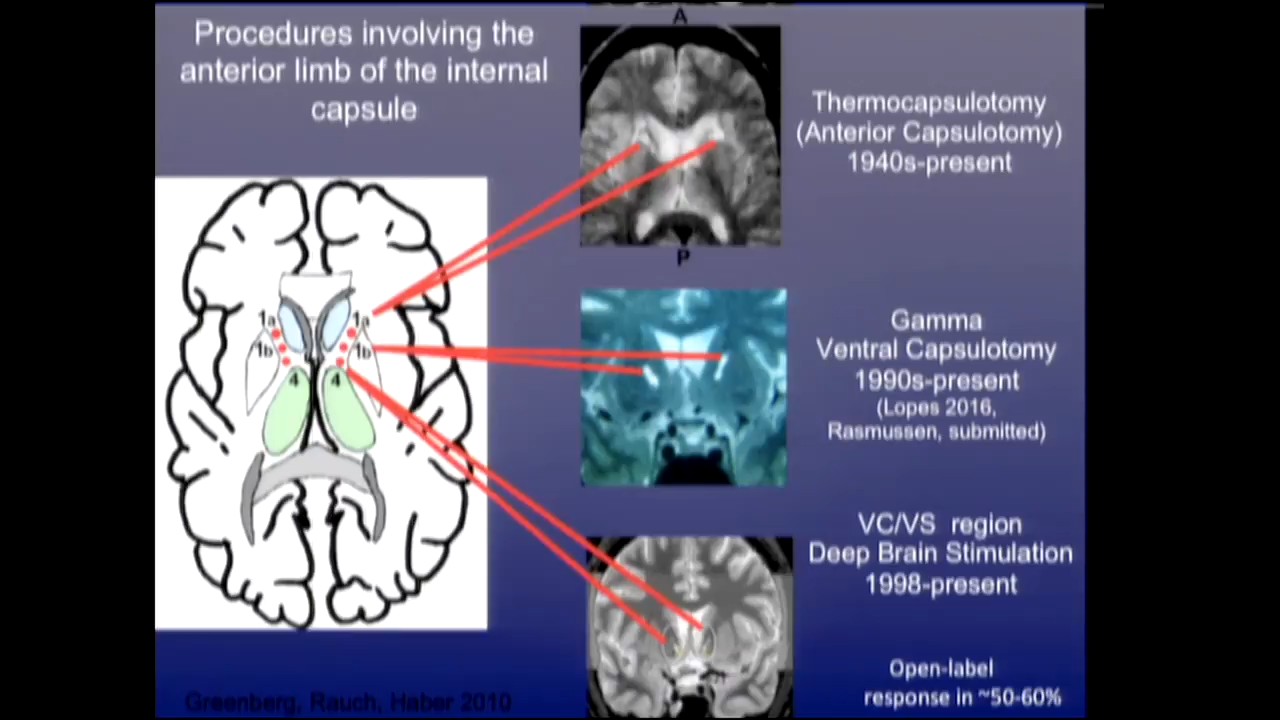 Procedures involving the
anterior limb of the internal
capsule
A
P
Thermocapsulotomy
(Anterior Capsulotomy)
1940s-present
1a
1a
1b
1b
4
4
Gamma
Ventral Capsulotomy
1990s-present
(Lopes 2016,
Rasmussen, submitted)
VC/VS region
Deep Brain Stimulation
1998-present
Open-label
response in ~50-60%
Greenberg, Rauch, Haber 2010